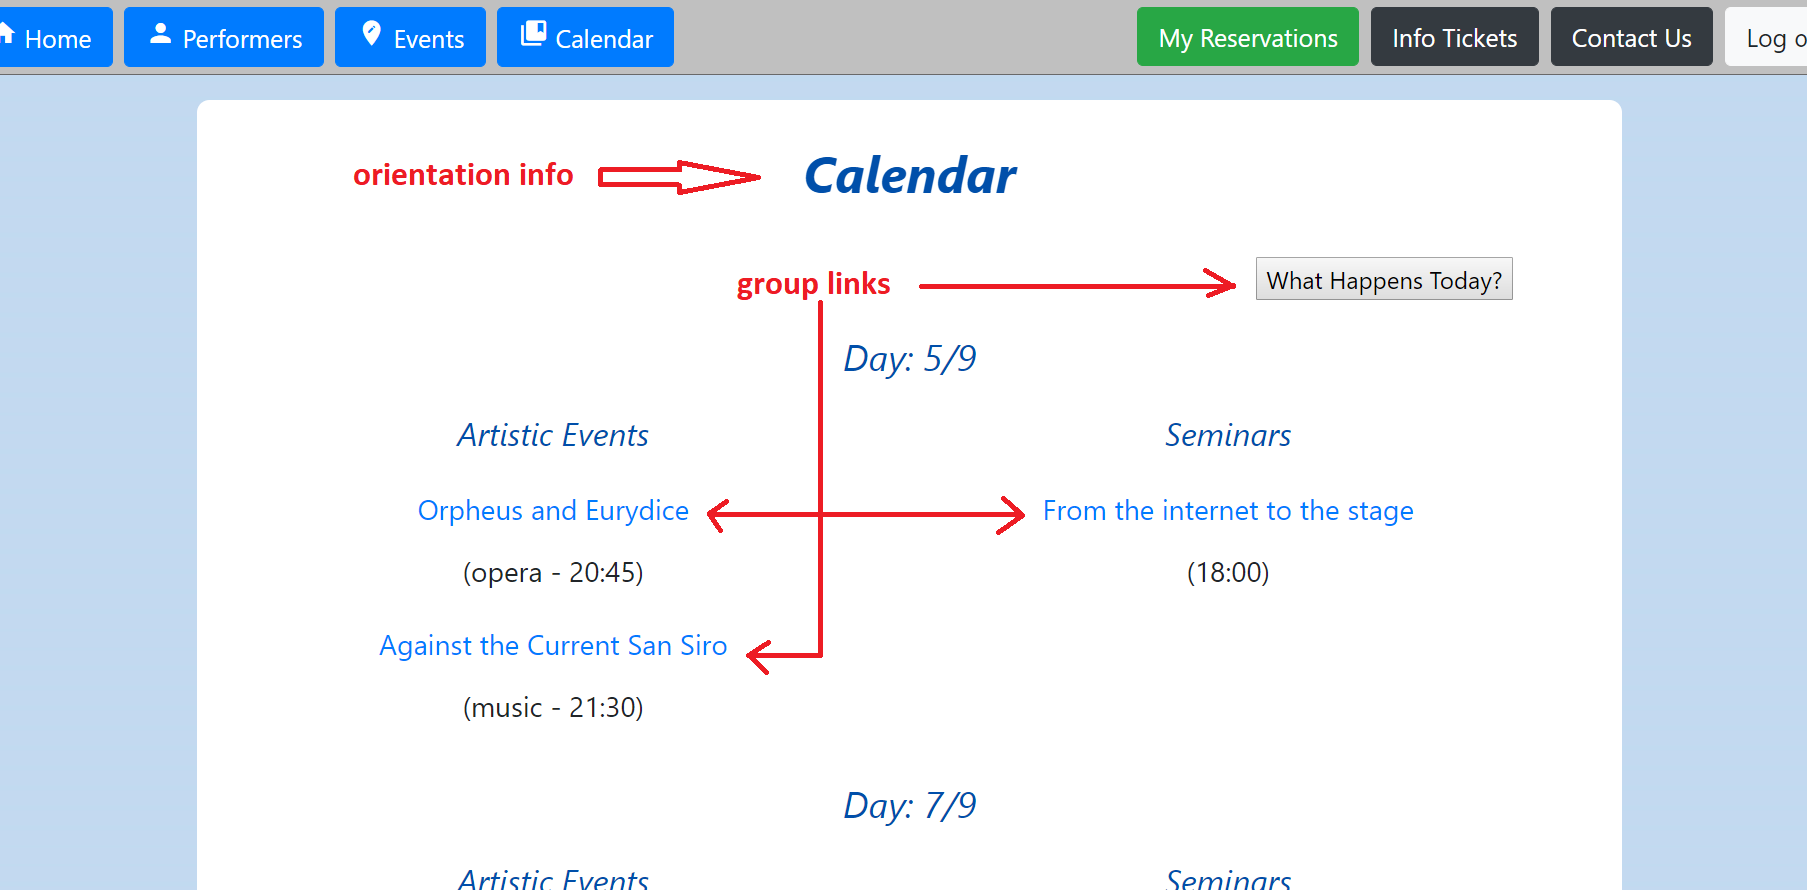 Home Performers Events Calendar My Reservations Info Tickets Contact Us Log
orientation info Calendar
group links What Happens Today?
Day: 5/9
Artistic Events Seminars
Orpheus and Eurydice From the internet to the stage
(opera - 20:45) (18:00)
Against the Current San Siro
(music - 21:30)
Day: 7/9
Artistic Events Seminars